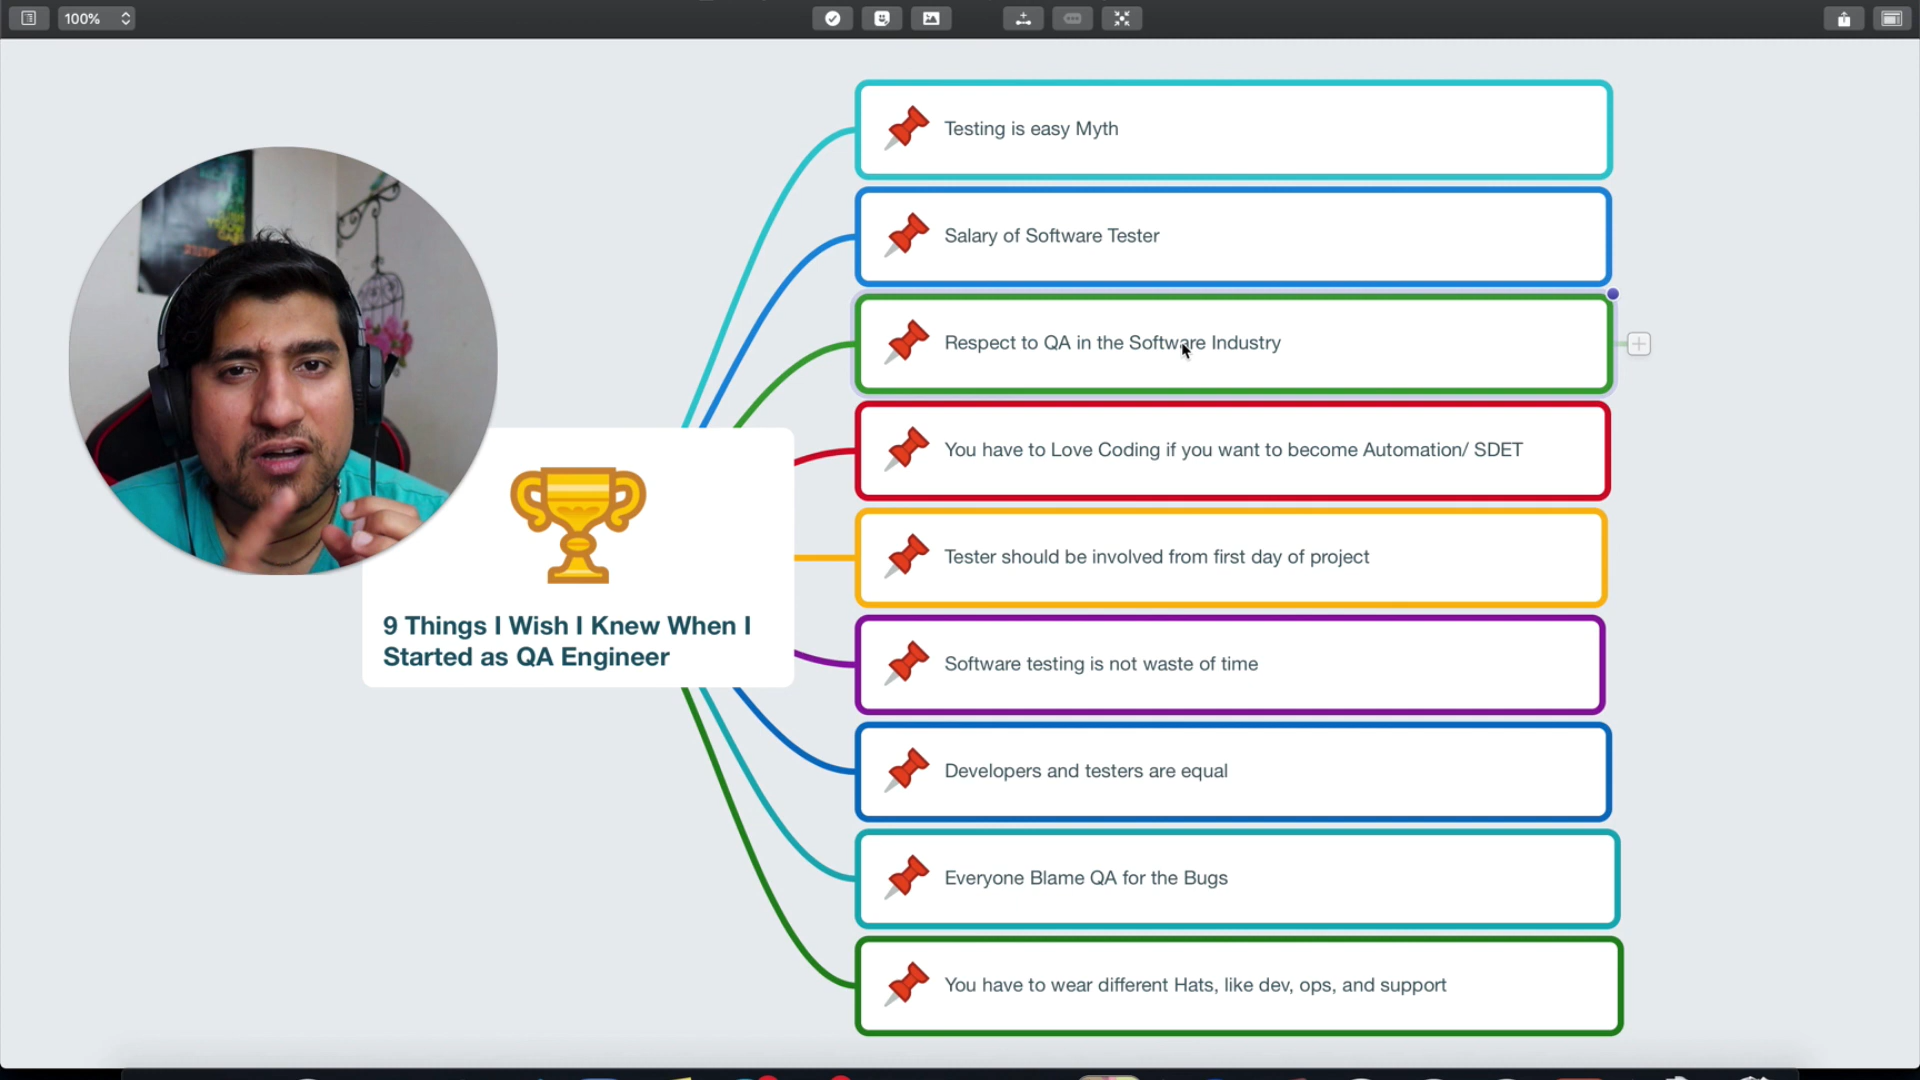 100%
Testing is easy Myth
Salary of Software Tester
Respect to QA in the Software Industry
You have to Love Coding if you want to become Automation/ SDET
Tester should be involved from first day of project
Software testing is not waste of time
Developers and testers are equal
Everyone Blame QA for the Bugs
You have to wear different Hats, like dev, ops, and support
9 Things I Wish I Knew When I
Started as QA Engineer